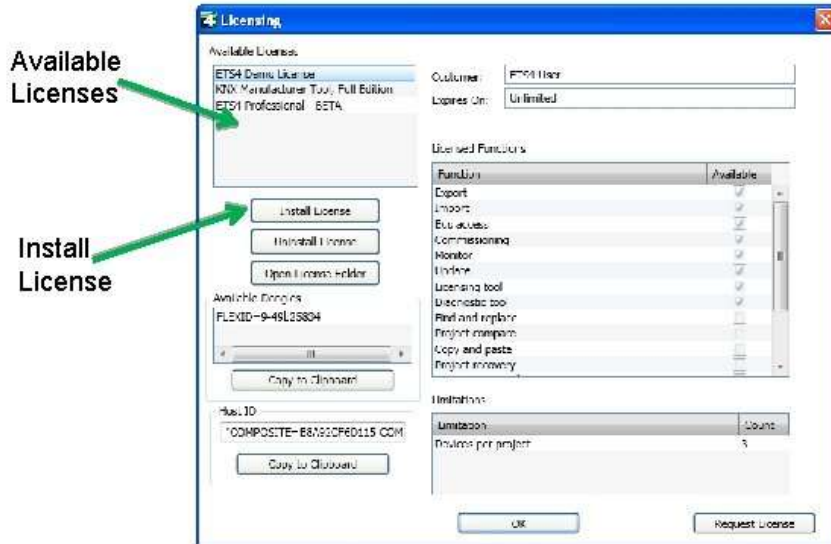 Licensing
Available Licenses
Available Licenses
ETS4 Demo License
KNX Manufacturer Tool, Full Edition
ETS4 Professional BETA
Install License
Install License
Uninstall License
Open License Folder
Available Dongles
FLEXID=9-49b25834
Copy to Clipboard
Host ID
Copy to Clipboard
Customer: ETS4 User
Expires On: Unlimited
Licensed Functions
Function Available
Export
Import
Bus access
Commissioning
Monitor
Update
Licensing tool
Diagnostic tool
Find and replace
Project compare
Copy and paste
Project recovery
Limitations
Limitation Count
Devices per project 3
OK
Request License